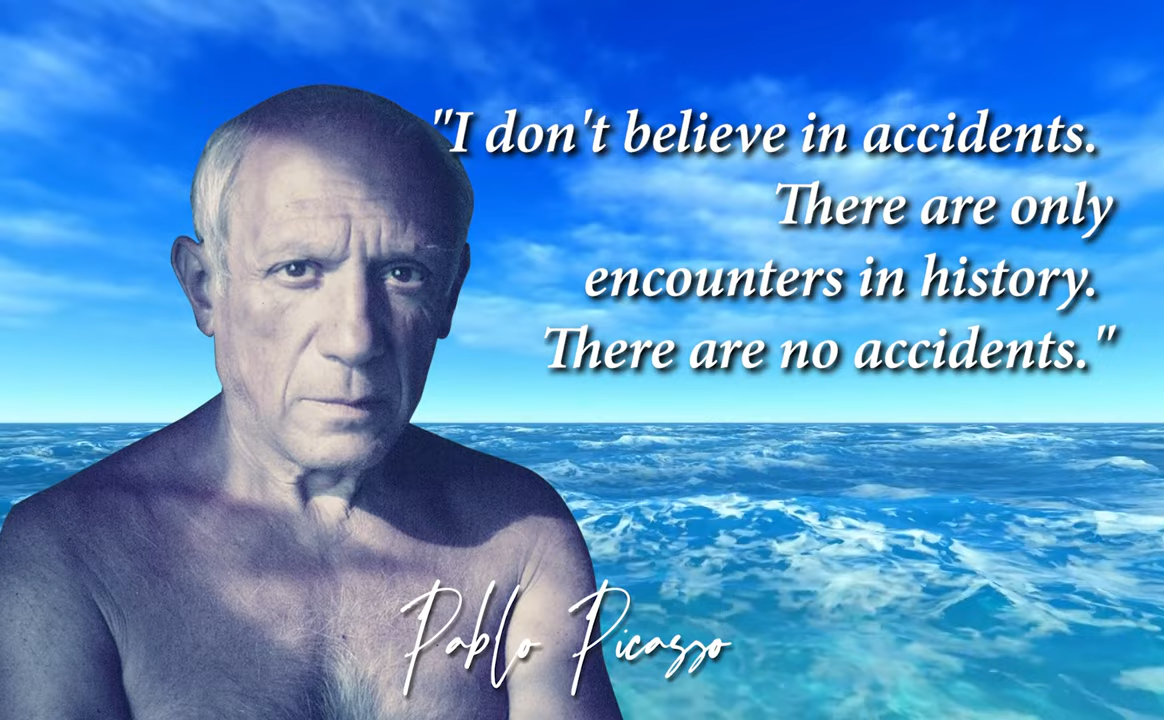 "I don't believe in accidents.
There are only
encounters in history.
There are no accidents."
Pablo Picasso